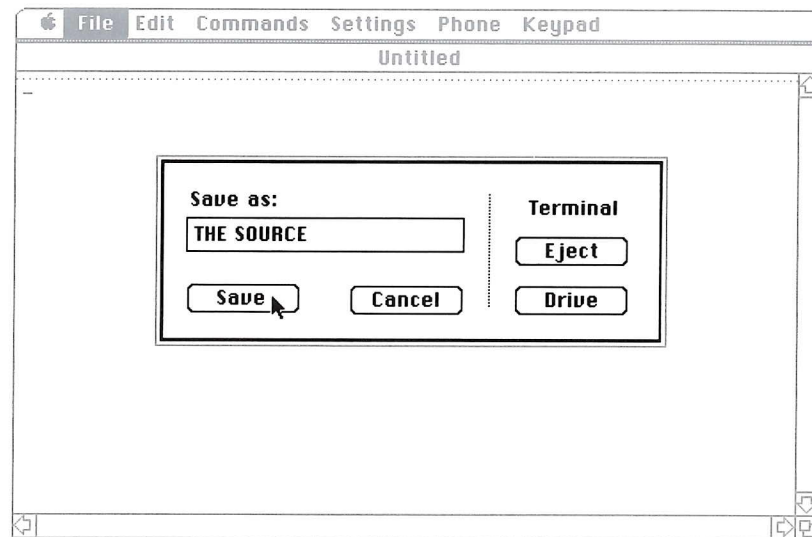 File Edit Commands Settings Phone Keypad
Untitled
Save as:
THE SOURCE
Save
Cancel
Terminal
Eject
Drive